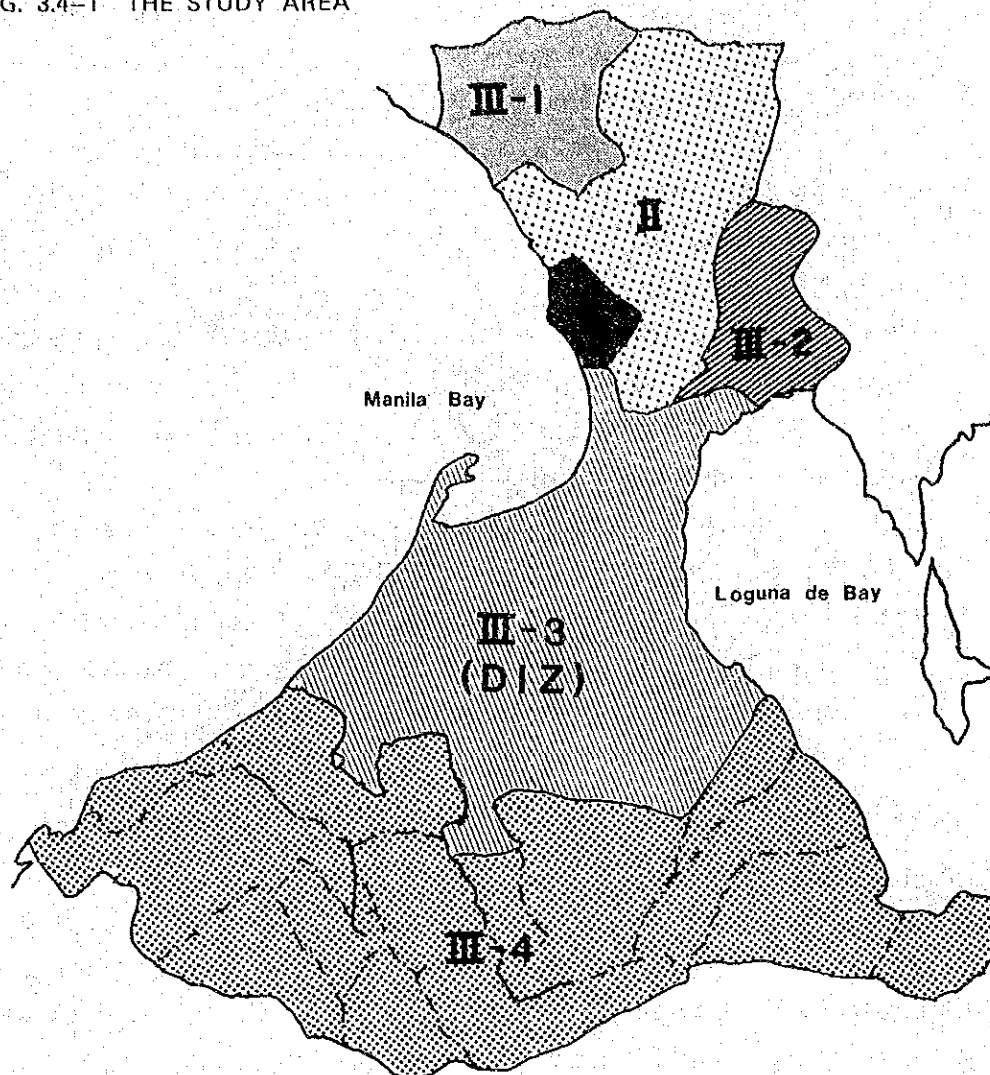 G. 3.4-1 THE STUDY AREA
III-1
II
III-2
Manila Bay
Loguna de Bay
III-3
(DIZ)
III-4